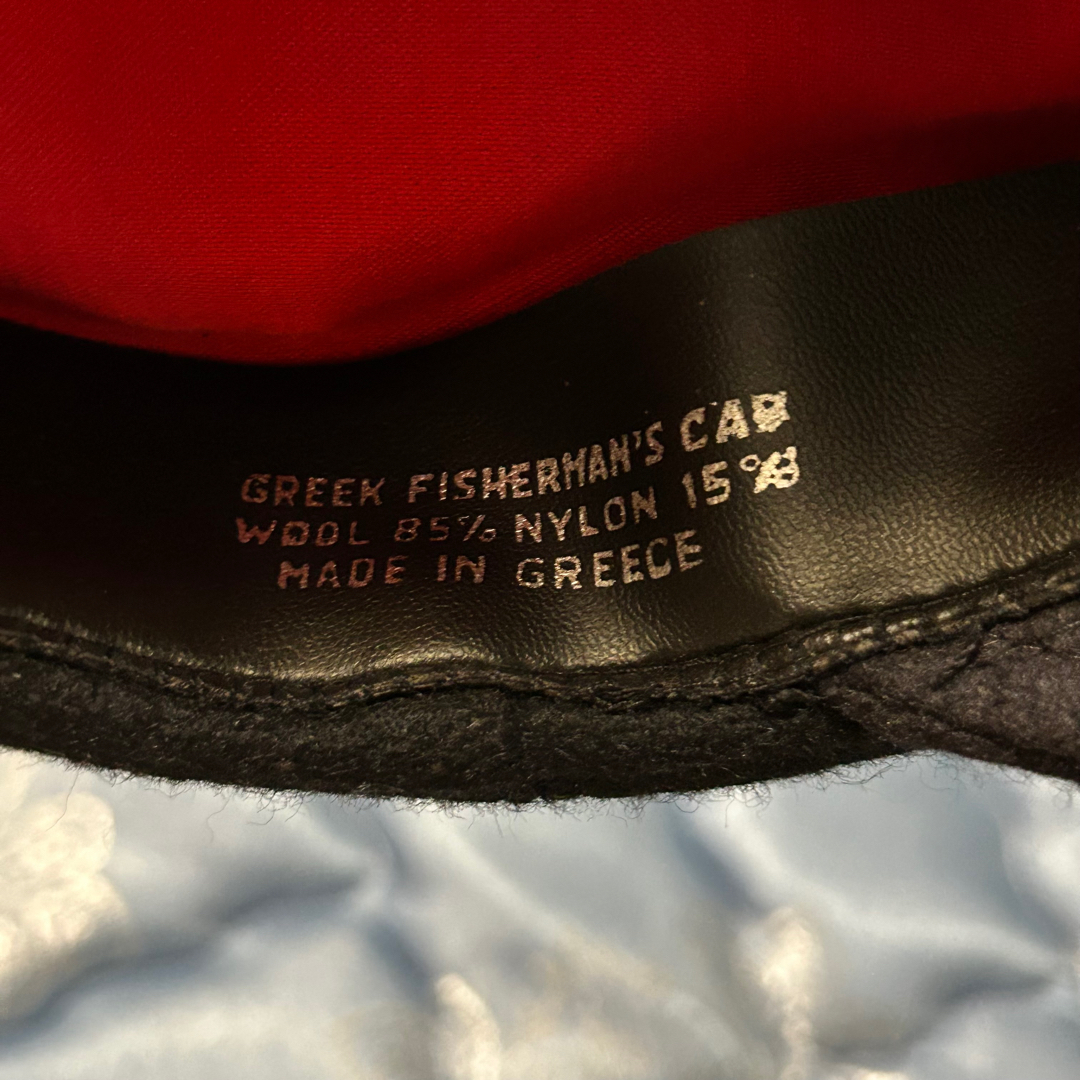 GREEK FISHERMAN'S CAP
WOOL 85% NYLON 15%
MADE IN GREECE